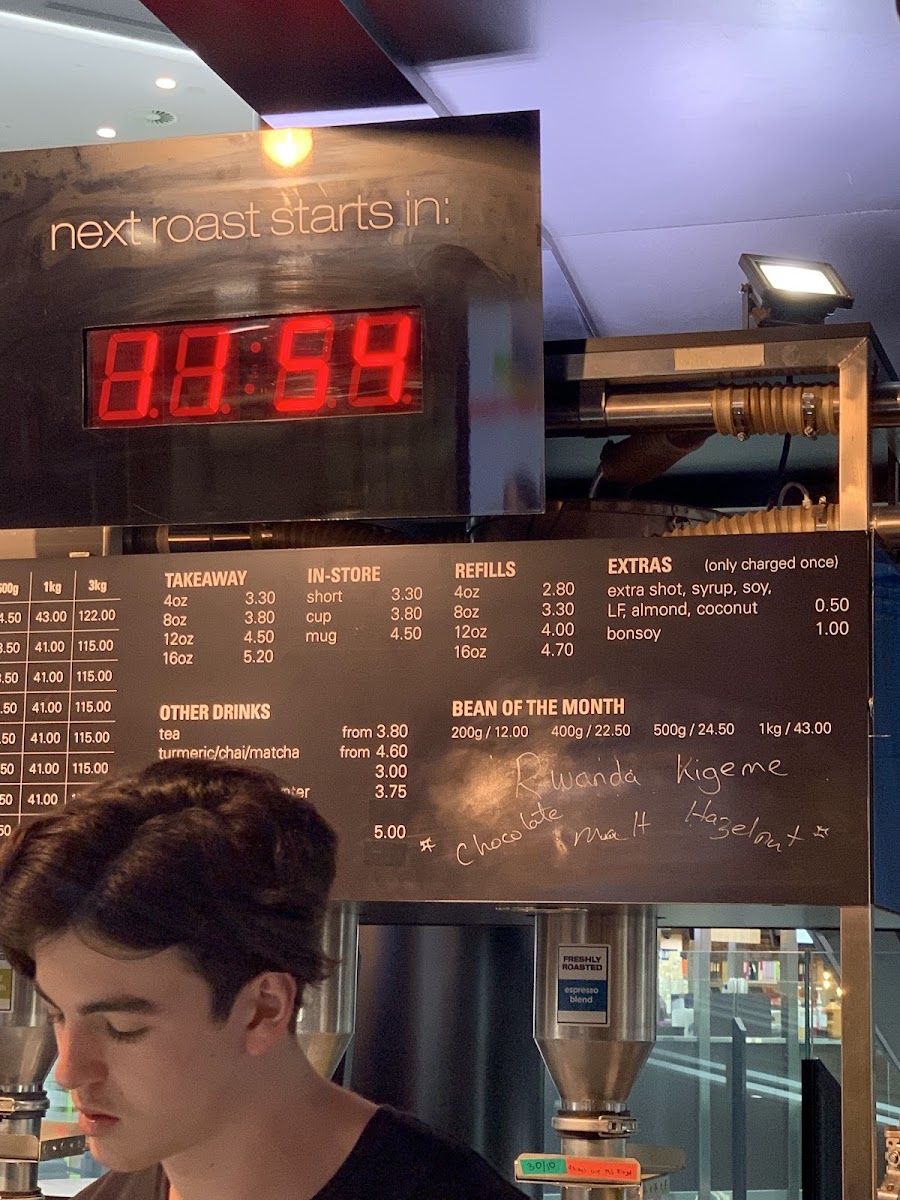 next roast starts in:
11:54
1kg 3kg
43.00 122.00
41.00 115.00
41.00 115.00
41.00 115.00
41.00 115.00
41.00 115.00
41.00
TAKEAWAY
4oz 3.30
8oz 3.80
12oz 4.50
16oz 5.20
IN-STORE
short 3.30
cup 3.80
mug 4.50
REFILLS
4oz 2.80
8oz 3.30
12oz 4.00
16oz 4.70
EXTRAS (only charged once)
extra shot, syrup, soy,
LF, almond, coconut 0.50
bonsoy 1.00
OTHER DRINKS
tea from 3.80
turmeric/chai/matcha from 4.60
3.00
3.75
5.00
BEAN OF THE MONTH
200g / 12.00 400g / 22.50 500g / 24.50 1kg / 43.00
Rwanda Kigeme
* chocolate malt Hazelnut *
FRESHLY
ROASTED
espresso
blend
30/10